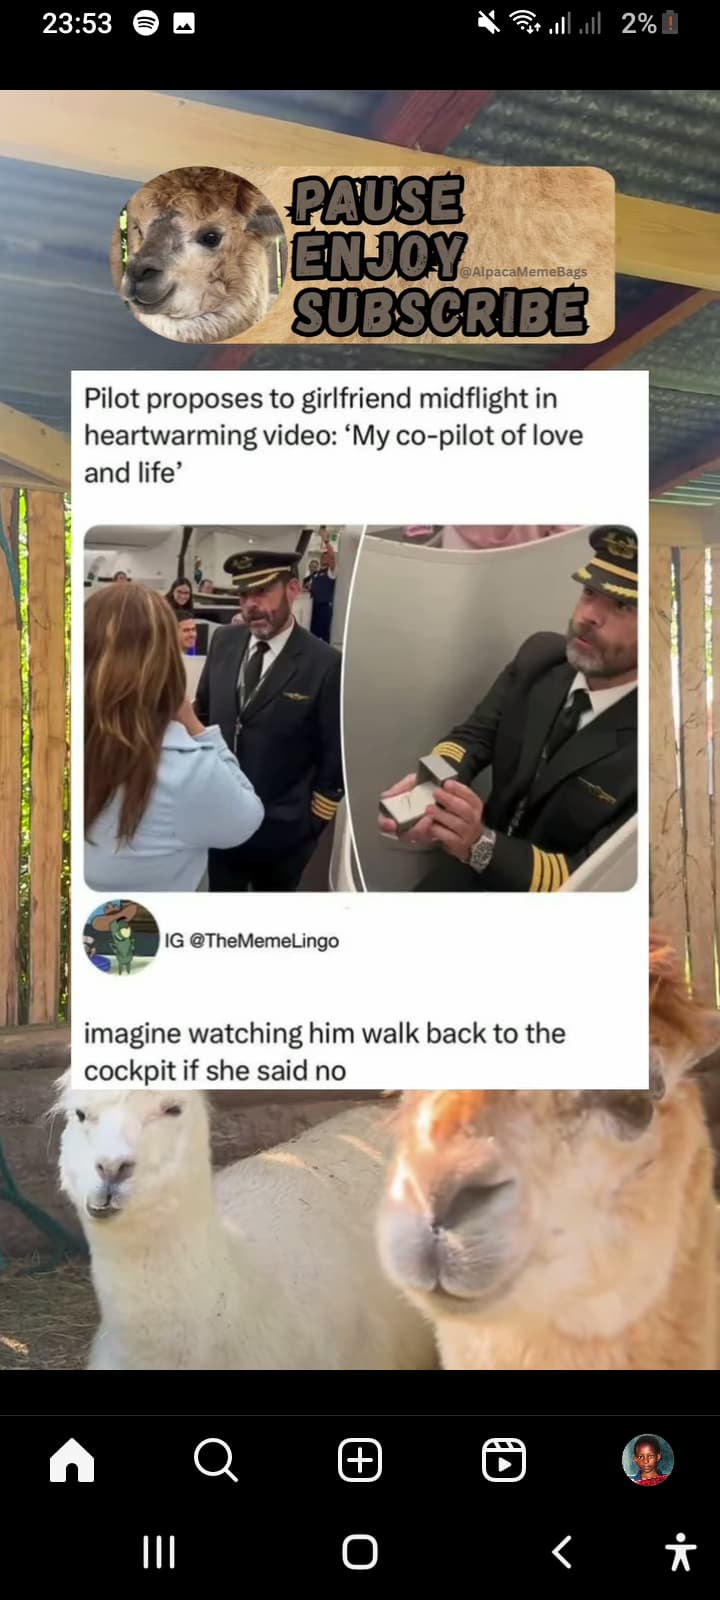 23:53
2%
PAUSE
ENJOY
@AlpacaMemeBags
SUBSCRIBE
Pilot proposes to girlfriend midflight in
heartwarming video: ‘My co-pilot of love
and life’
IG @TheMemeLingo
imagine watching him walk back to the
cockpit if she said no